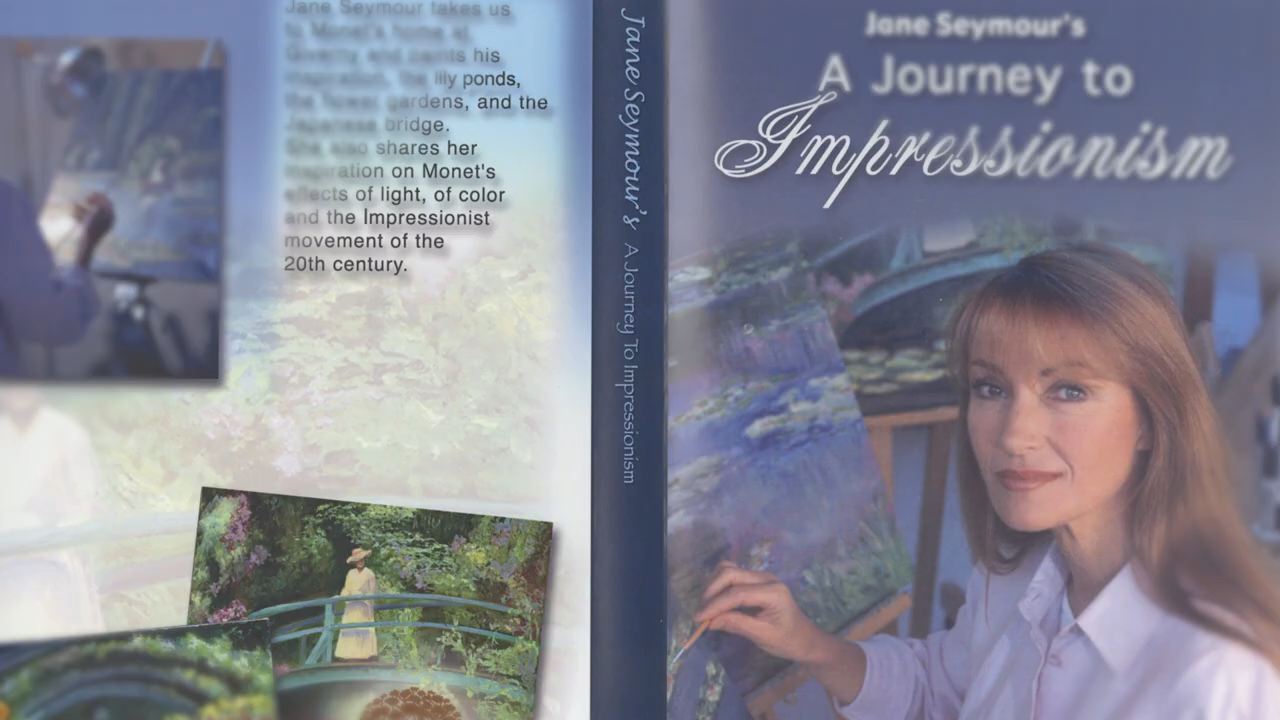 Jane Seymour takes us
to Monet's home at
Giverny and paints his
inspiration, the lily ponds,
the flower gardens, and the
Japanese bridge.
She also shares her
inspiration on Monet's
effects of light, of color
and the Impressionist
movement of the
20th century.
Jane Seymour's A Journey To Impressionism
Jane Seymour's
A Journey to
Impressionism